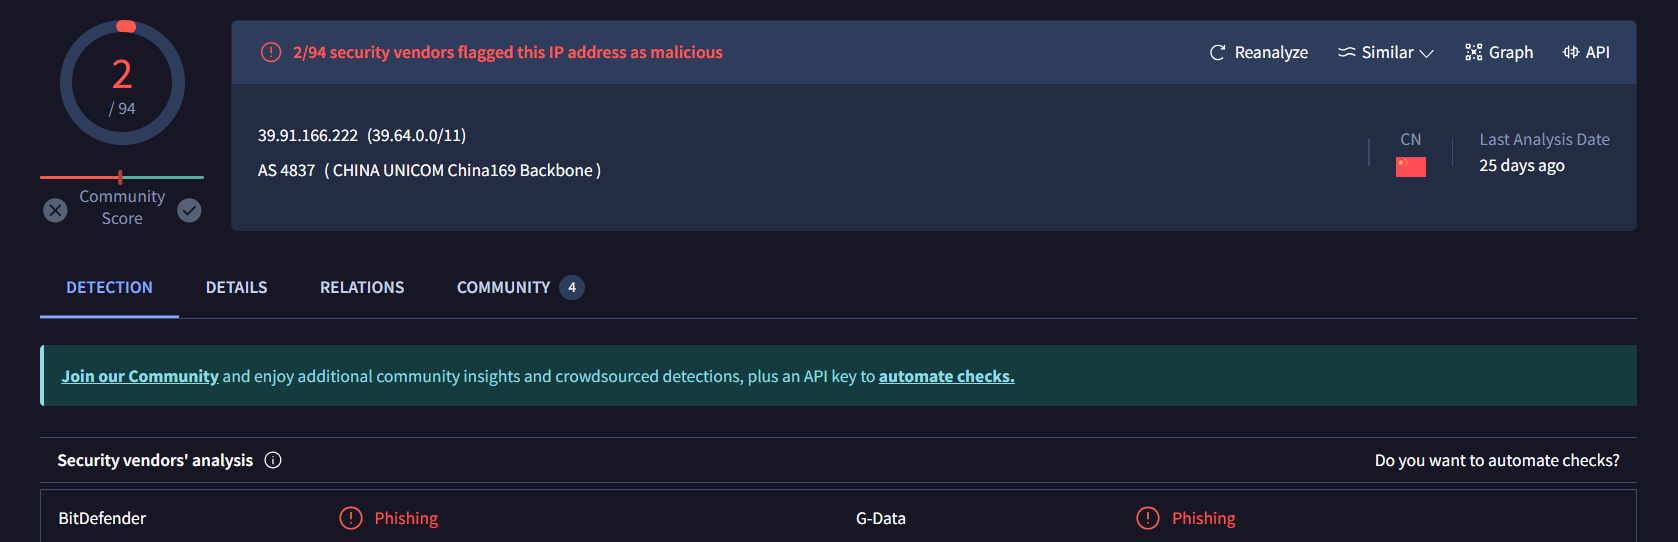 2
/ 94
Community
Score
2/94 security vendors flagged this IP address as malicious
Reanalyze
Similar
Graph
API
39.91.166.222 (39.64.0.0/11)
AS 4837 ( CHINA UNICOM China169 Backbone )
CN
Last Analysis Date
25 days ago
DETECTION
DETAILS
RELATIONS
COMMUNITY 4
Join our Community and enjoy additional community insights and crowdsourced detections, plus an API key to automate checks.
Security vendors' analysis
Do you want to automate checks?
BitDefender
Phishing
G-Data
Phishing